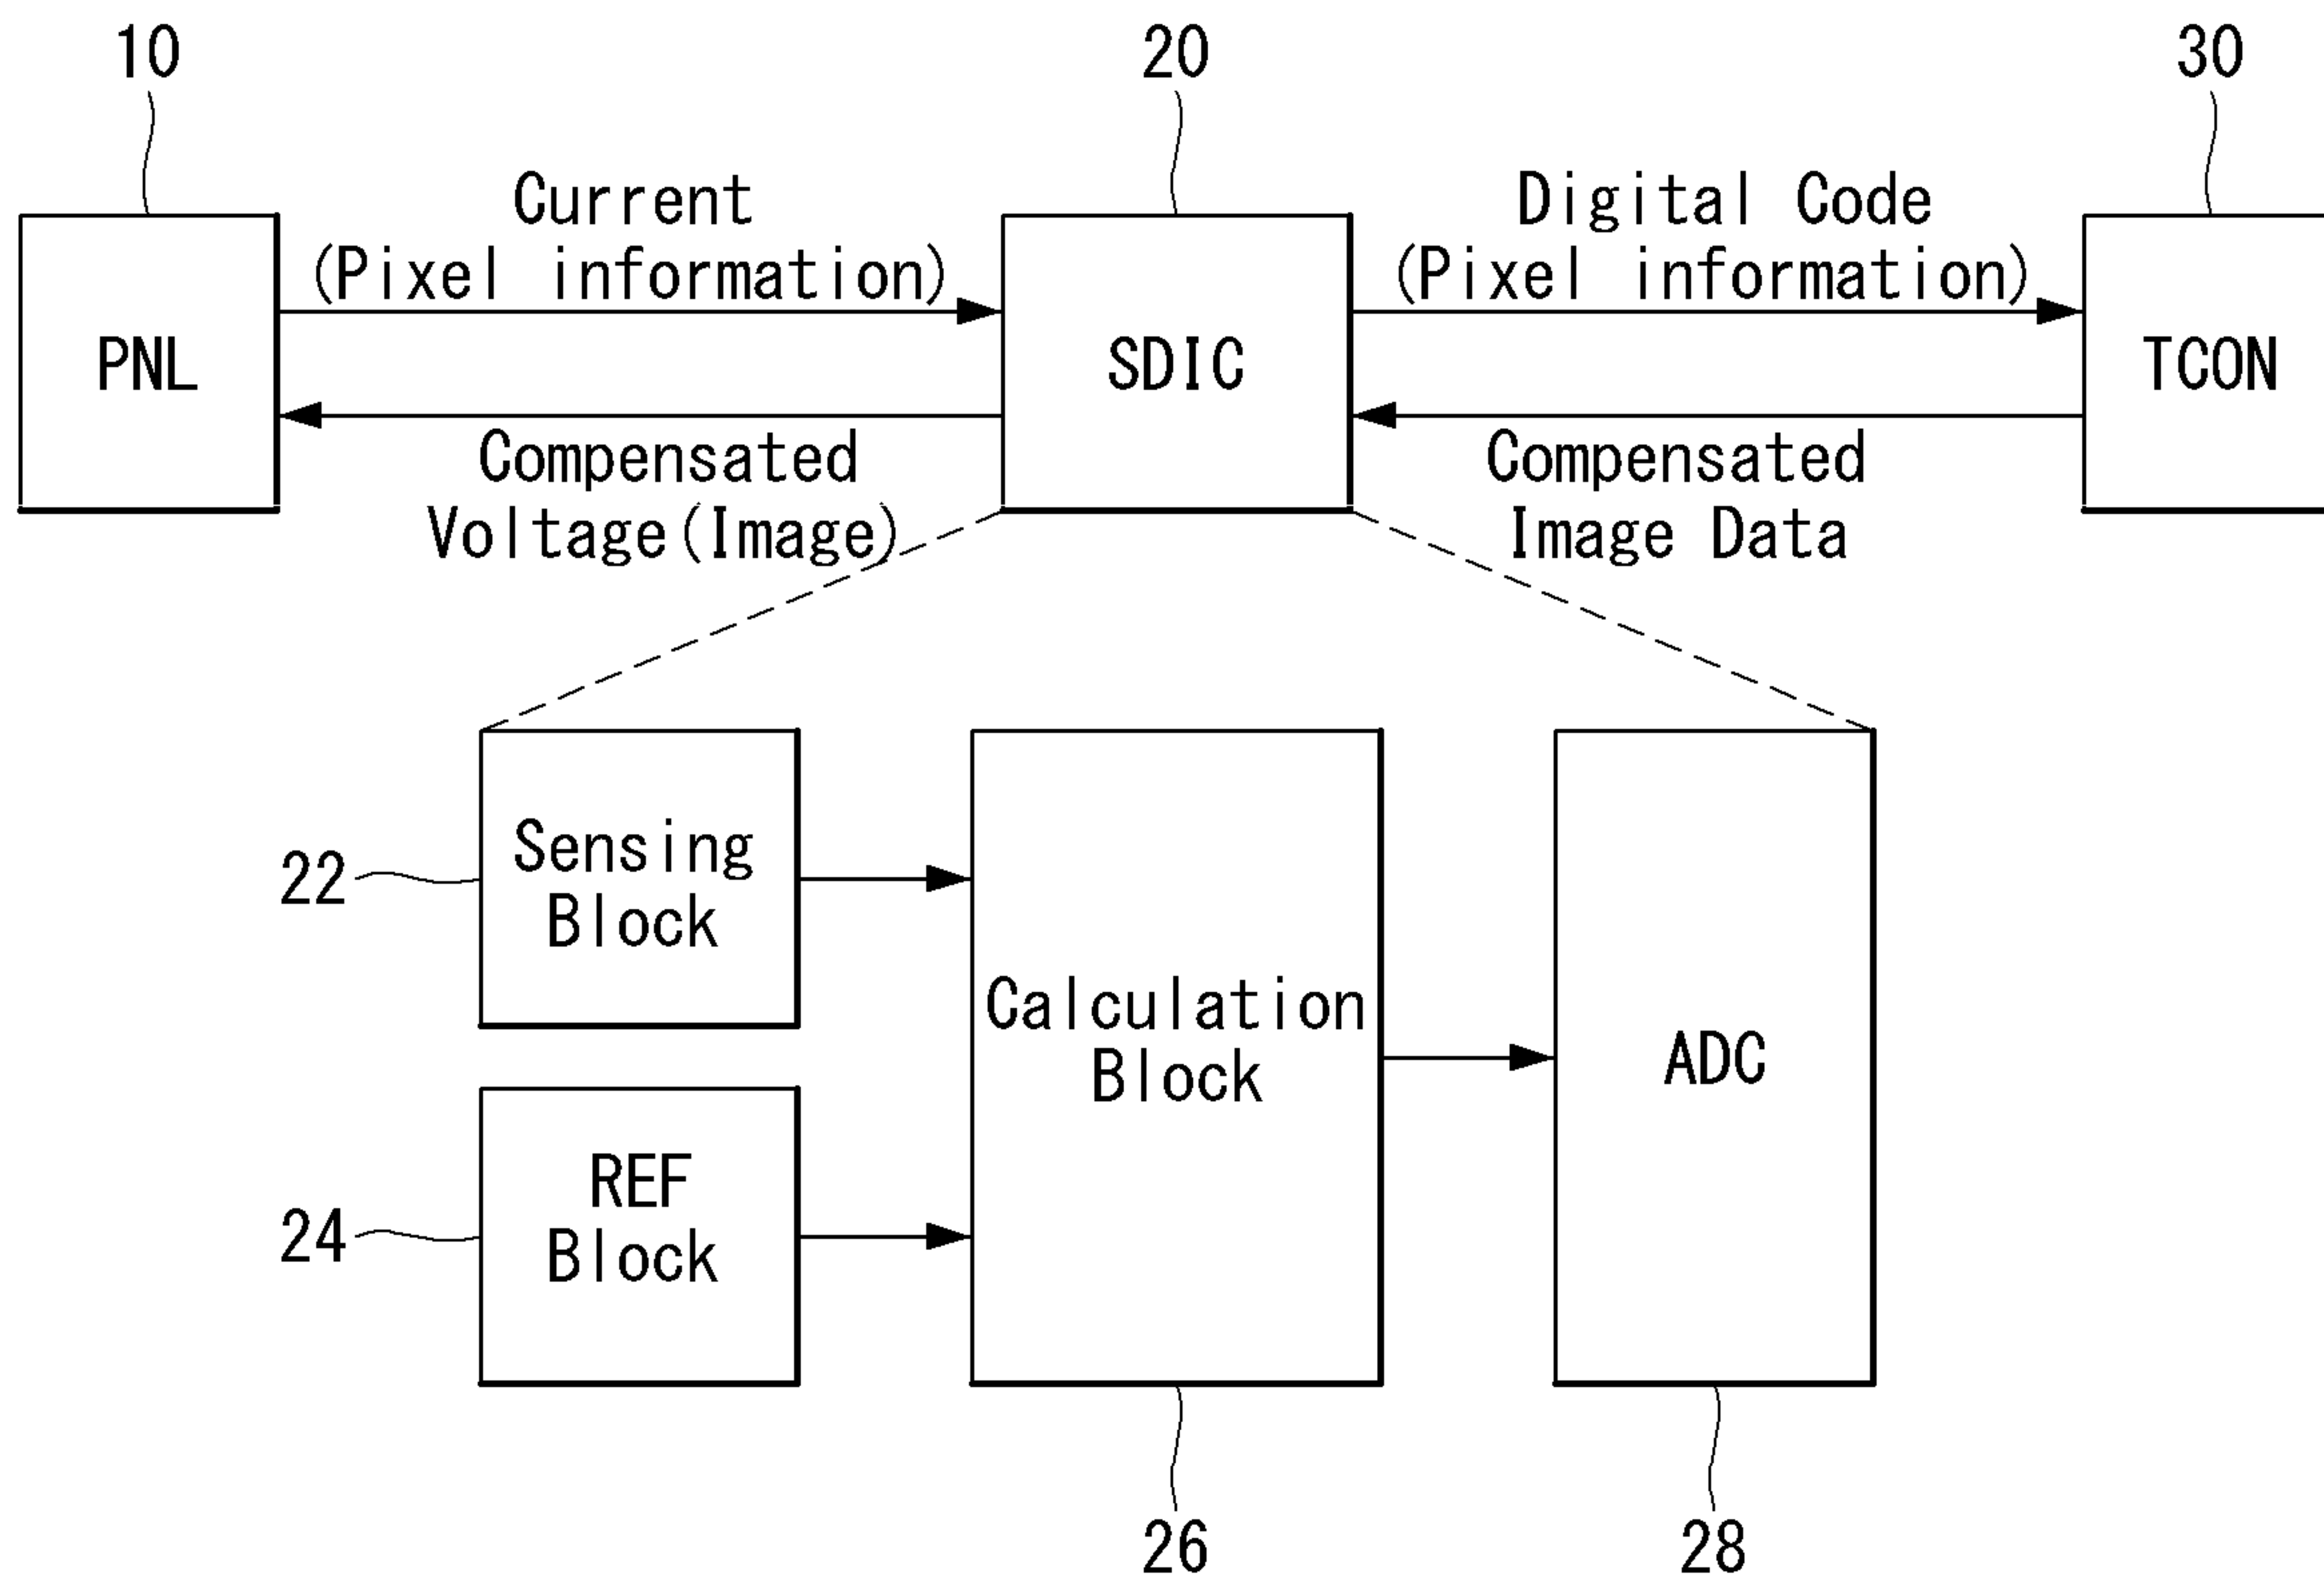 10
20
30
Current
(Pixel information)
Digital Code
(Pixel information)
PNL
SDIC
TCON
Compensated
Voltage(Image)
Compensated
Image Data
22
Sensing
Block
Calculation
Block
ADC
24
REF
Block
26
28